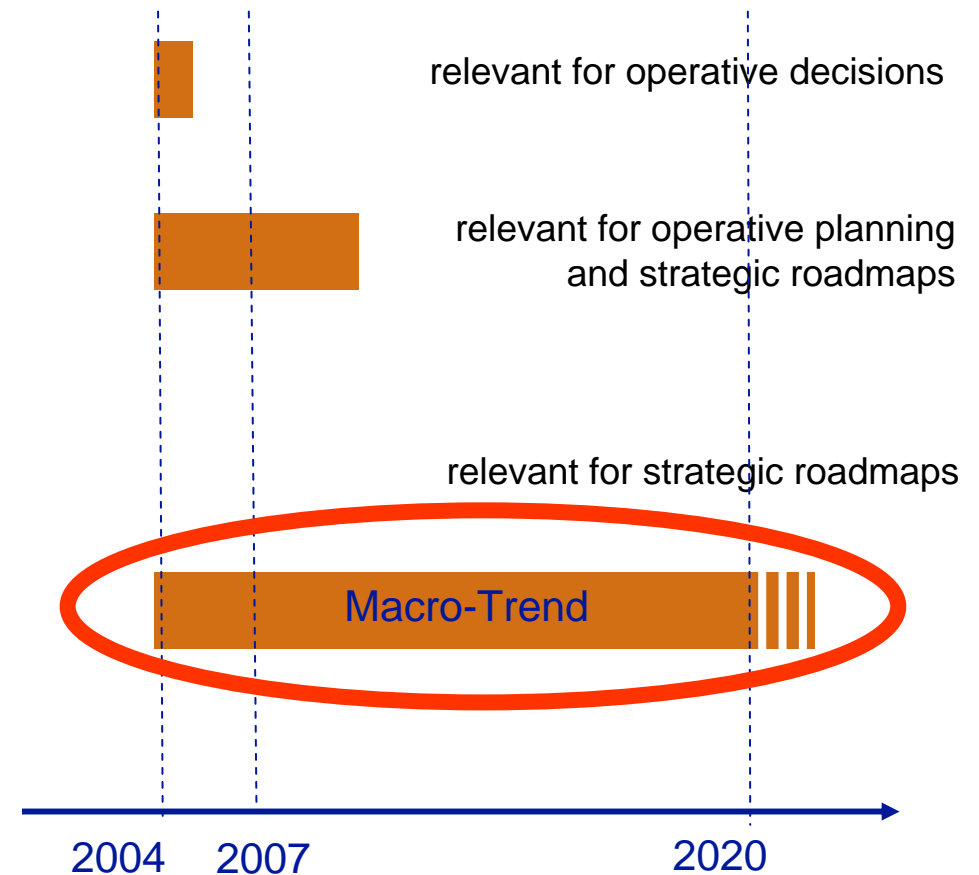 relevant for operative decisions
relevant for operative planning
and strategic roadmaps
relevant for strategic roadmaps
Macro-Trend
2004
2007
2020